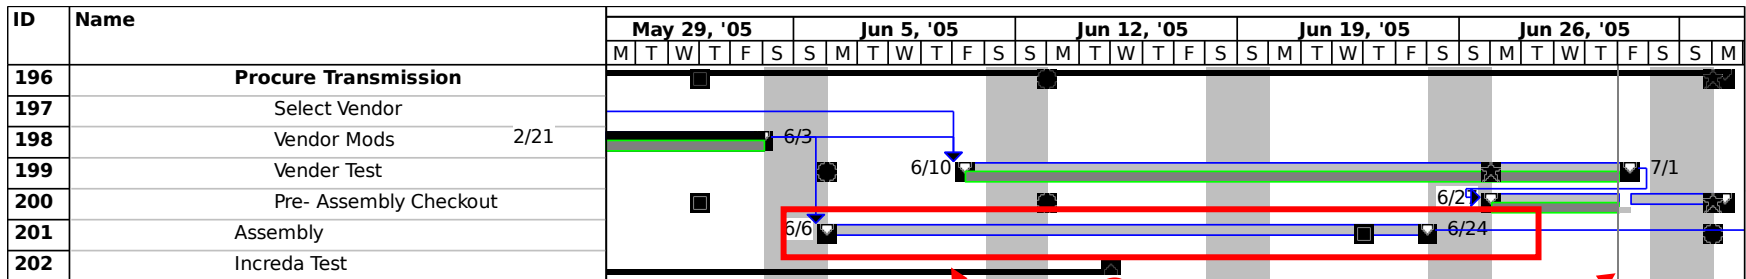 ID Name
May 29, '05 Jun 5, '05 Jun 12, '05 Jun 19, '05 Jun 26, '05
M T W T F S S M T W T F S S M T W T F S S M T W T F S S M T W T F S S M
196 Procure Transmission
197 Select Vendor
198 Vendor Mods 2/21 6/3
199 Vender Test 6/10 7/1
200 Pre- Assembly Checkout 6/2
201 Assembly 6/6 6/24
202 Increda Test